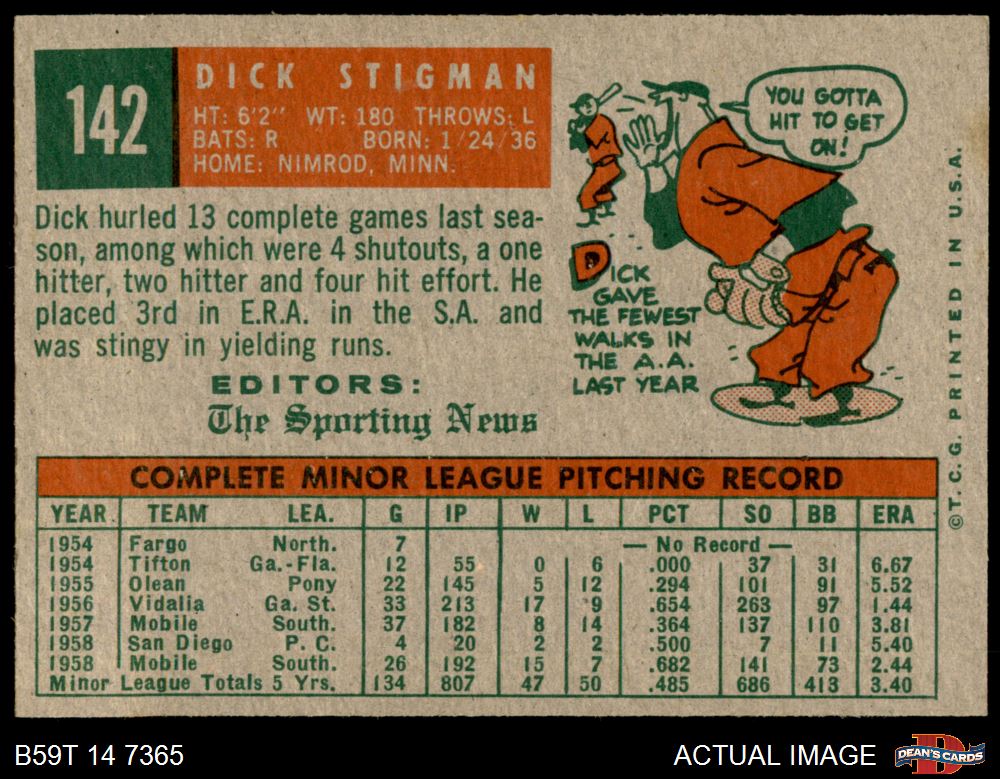 142
DICK STIGMAN
HT: 6'2" WT: 180 THROWS: L
BATS: R BORN: 1/24/36
HOME: NIMROD, MINN.
Dick hurled 13 complete games last sea-
son, among which were 4 shutouts, a one
hitter, two hitter and four hit effort. He
placed 3rd in E.R.A. in the S.A. and
was stingy in yielding runs.
EDITORS:
The Sporting News
YOU GOTTA
HIT TO GET
ON!
DICK
GAVE
THE FEWEST
WALKS IN
THE A.A.
LAST YEAR
©T.C.G. PRINTED IN U.S.A.
COMPLETE MINOR LEAGUE PITCHING RECORD
YEAR TEAM LEA. G IP W L PCT SO BB ERA
1954 Fargo North. 7 — No Record —
1954 Tifton Ga.-Fla. 12 55 0 6 .000 37 31 6.67
1955 Olean Pony 22 145 5 12 .294 101 91 5.52
1956 Vidalia Ga. St. 33 213 17 9 .654 263 97 1.44
1957 Mobile South. 37 182 8 14 .364 137 110 3.81
1958 San Diego P. C. 4 20 2 2 .500 7 11 5.40
1958 Mobile South. 26 192 15 7 .682 141 73 2.44
Minor League Totals 5 Yrs. 134 807 47 50 .485 686 413 3.40
B59T 14 7365
ACTUAL IMAGE
D
DEAN'S CARDS